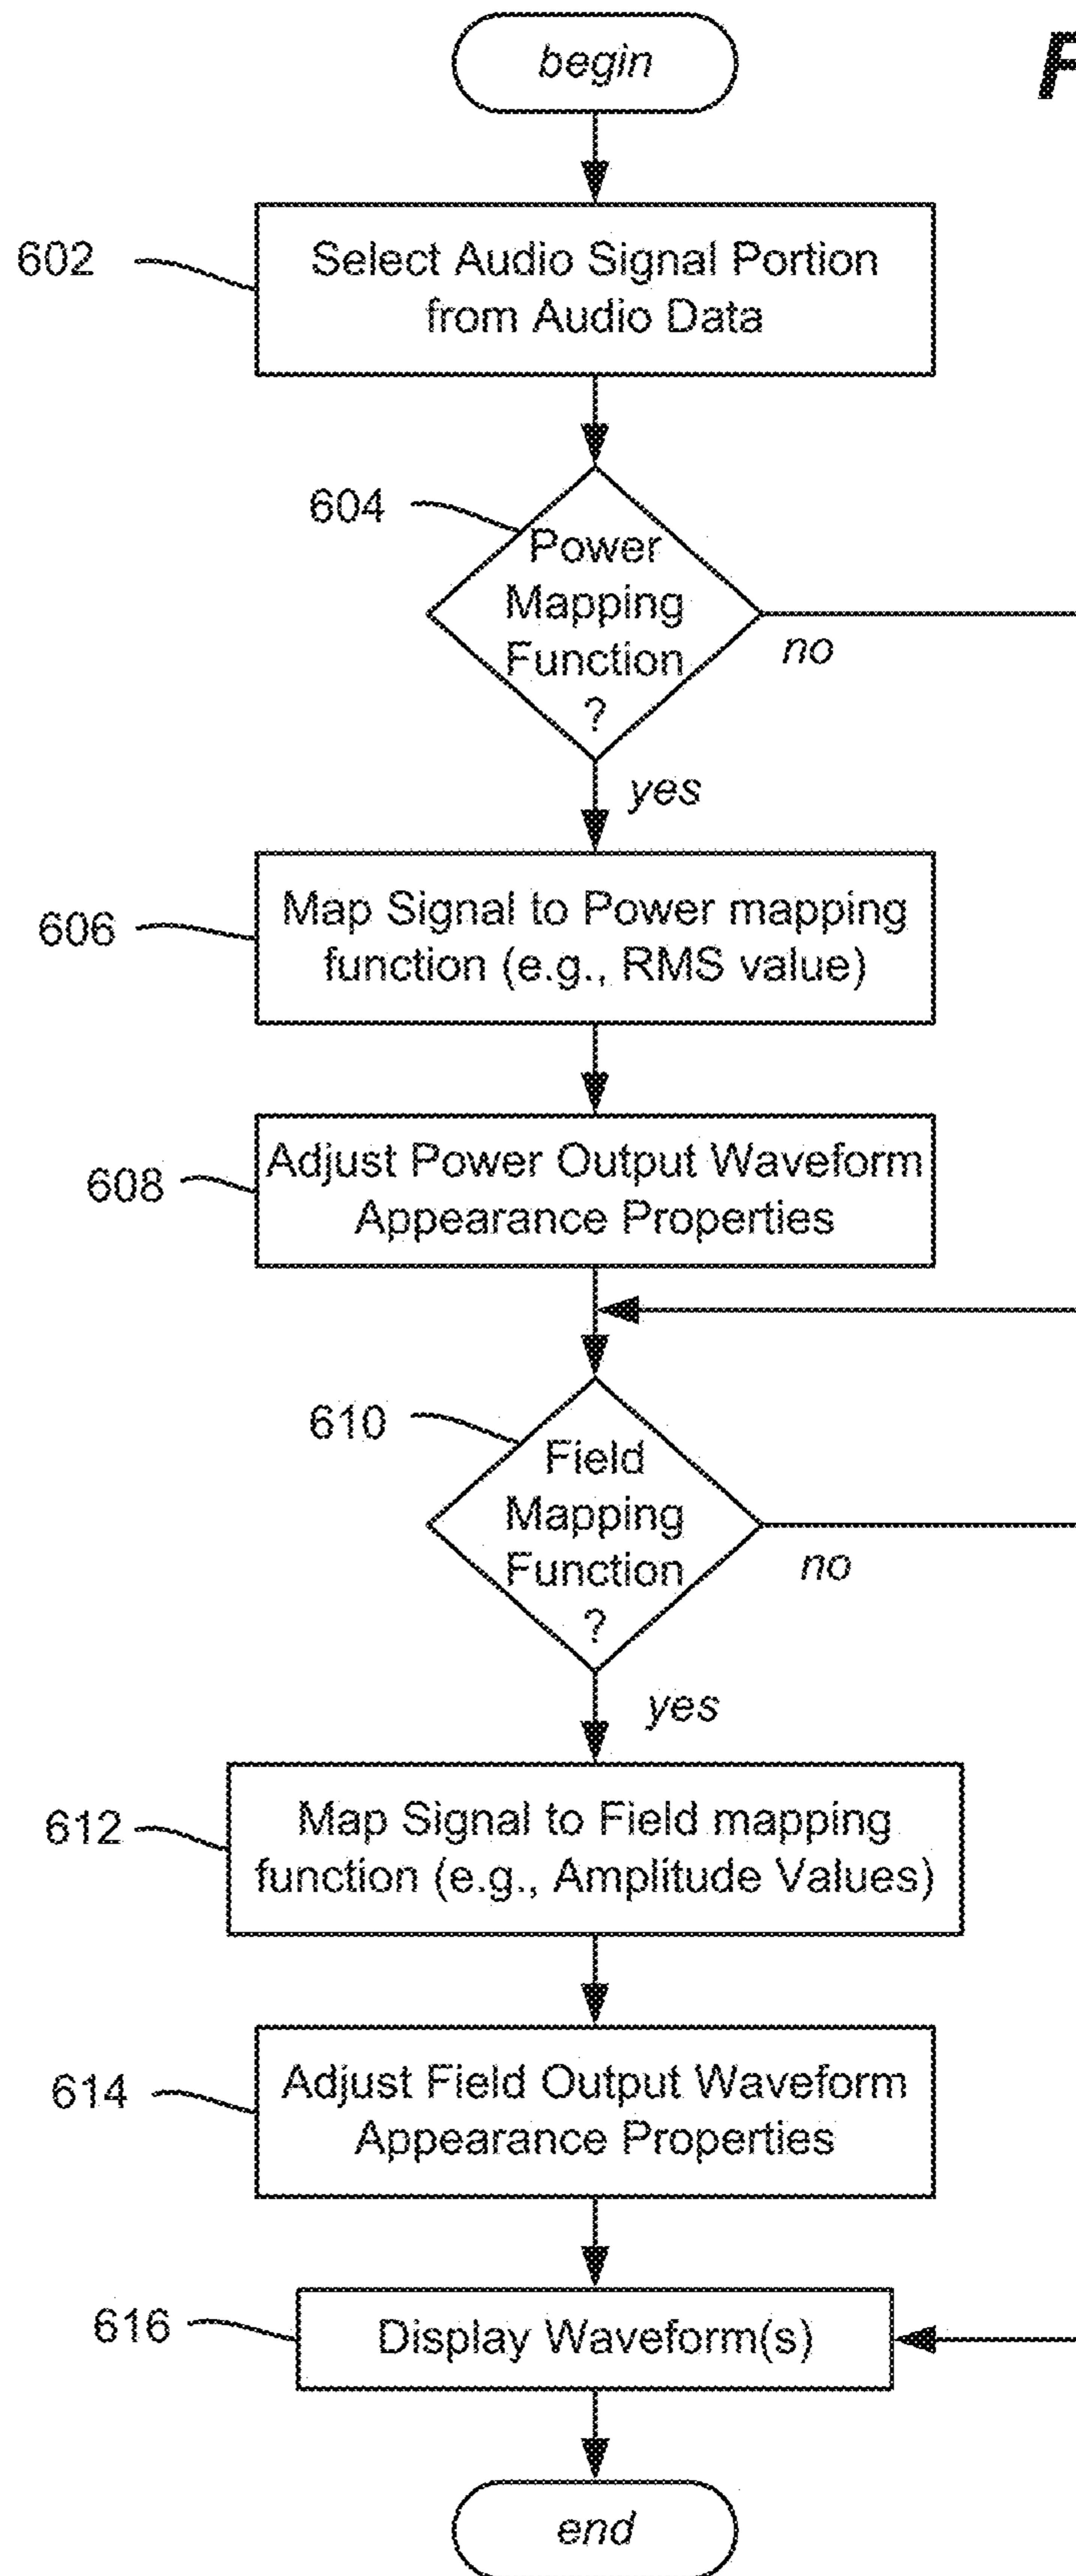 begin
F
602
Select Audio Signal Portion
from Audio Data
604
Power
Mapping
Function
?
no
yes
606
Map Signal to Power mapping
function (e.g., RMS value)
608
Adjust Power Output Waveform
Appearance Properties
610
Field
Mapping
Function
?
no
yes
612
Map Signal to Field mapping
function (e.g., Amplitude Values)
614
Adjust Field Output Waveform
Appearance Properties
616
Display Waveform(s)
end